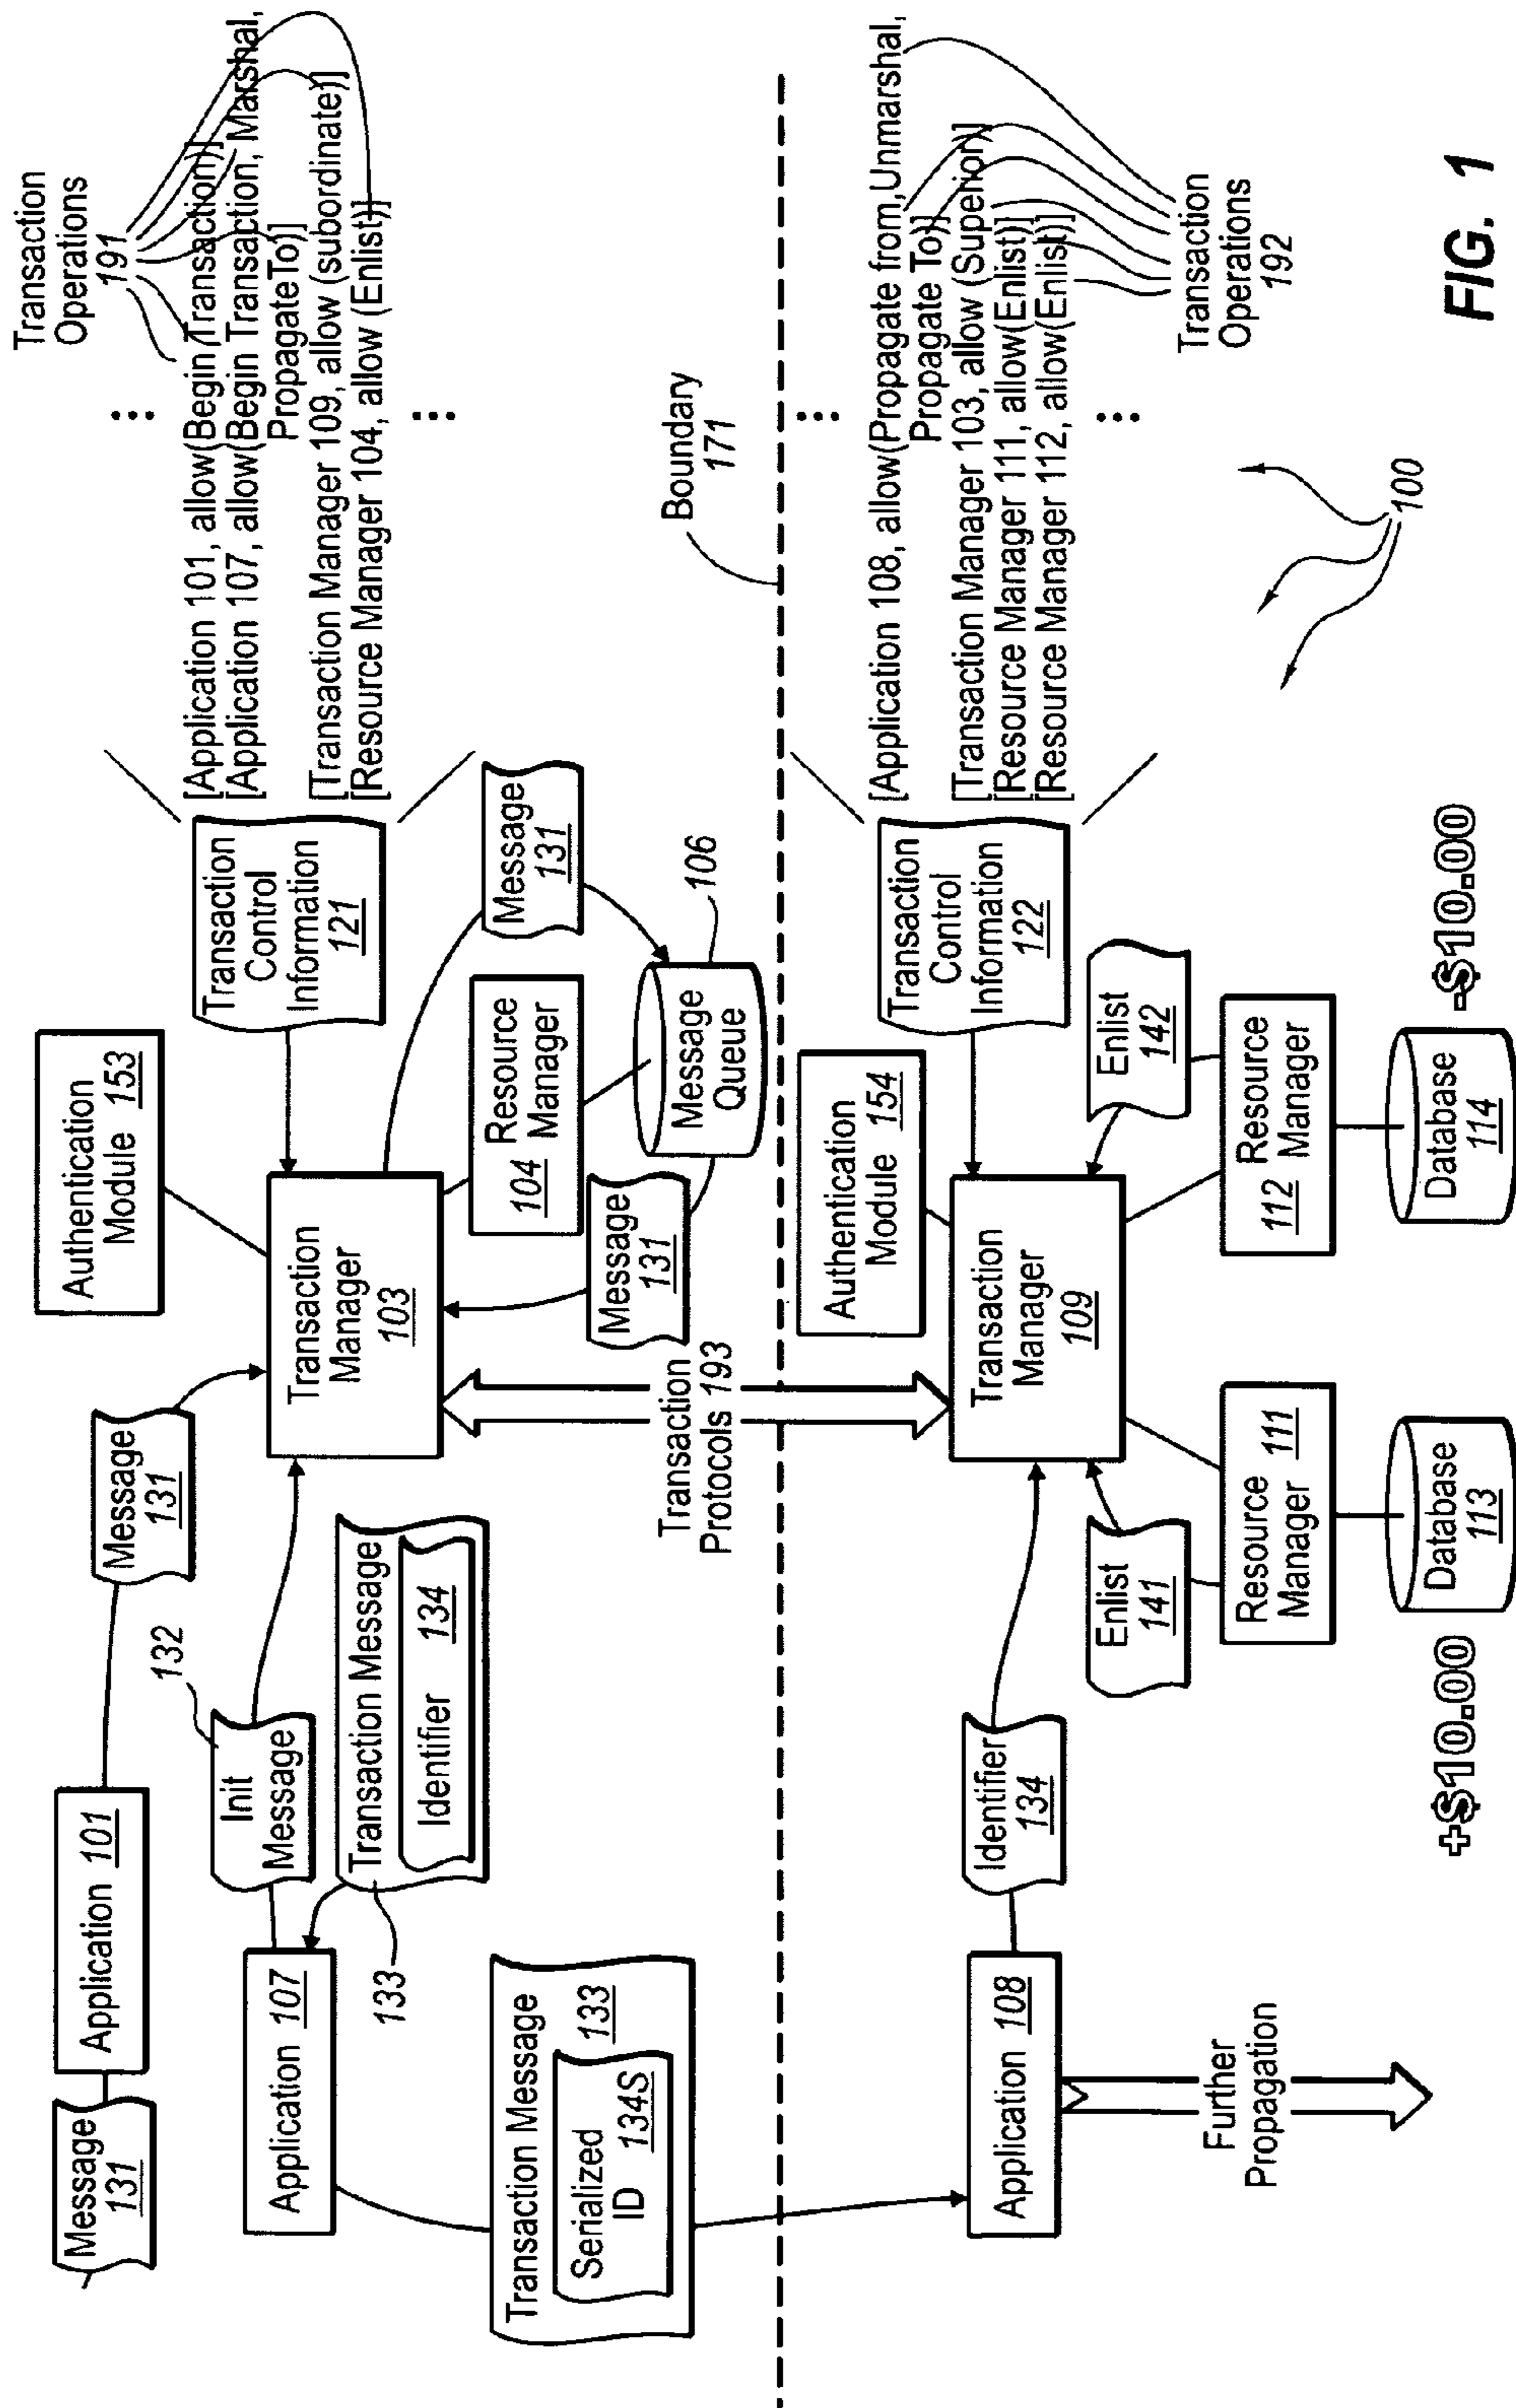 Transaction
Operations
191
[Application 101, allow(Begin Transaction)]
[Application 107, allow(Begin Transaction, Marshal,
PropagateTo)]
[Transaction Manager 109, allow (subordinate)]
[Resource Manager 104, allow (Enlist)]
Authentication
Module 153
Transaction
Control
Information
121
Message
131
Application 101
Message
131
132
Init
Message
Transaction
Manager
103
Message
131
106
Resource
Manager
104
Message
Queue
Message
131
Application 107
133
Transaction Message
Identifier 134
Transaction Message
133
Serialized
ID 134S
Transaction
Protocols 193
Boundary
171
[Application 108, allow(Propagate from,Unmarshal,
Propagate To)]
[Transaction Manager 103, allow (Superior)]
[Resource Manager 111, allow(Enlist)]
[Resource Manager 112, allow(Enlist)]
Transaction
Operations
192
Authentication
Module 154
Transaction
Control
Information
122
Application 108
Identifier
134
Transaction
Manager
109
Enlist
141
Enlist
142
Resource
Manager 111
Resource
112 Manager
Database
113
Database
114
+$10.00
-$10.00
Further
Propagation
100
FIG. 1